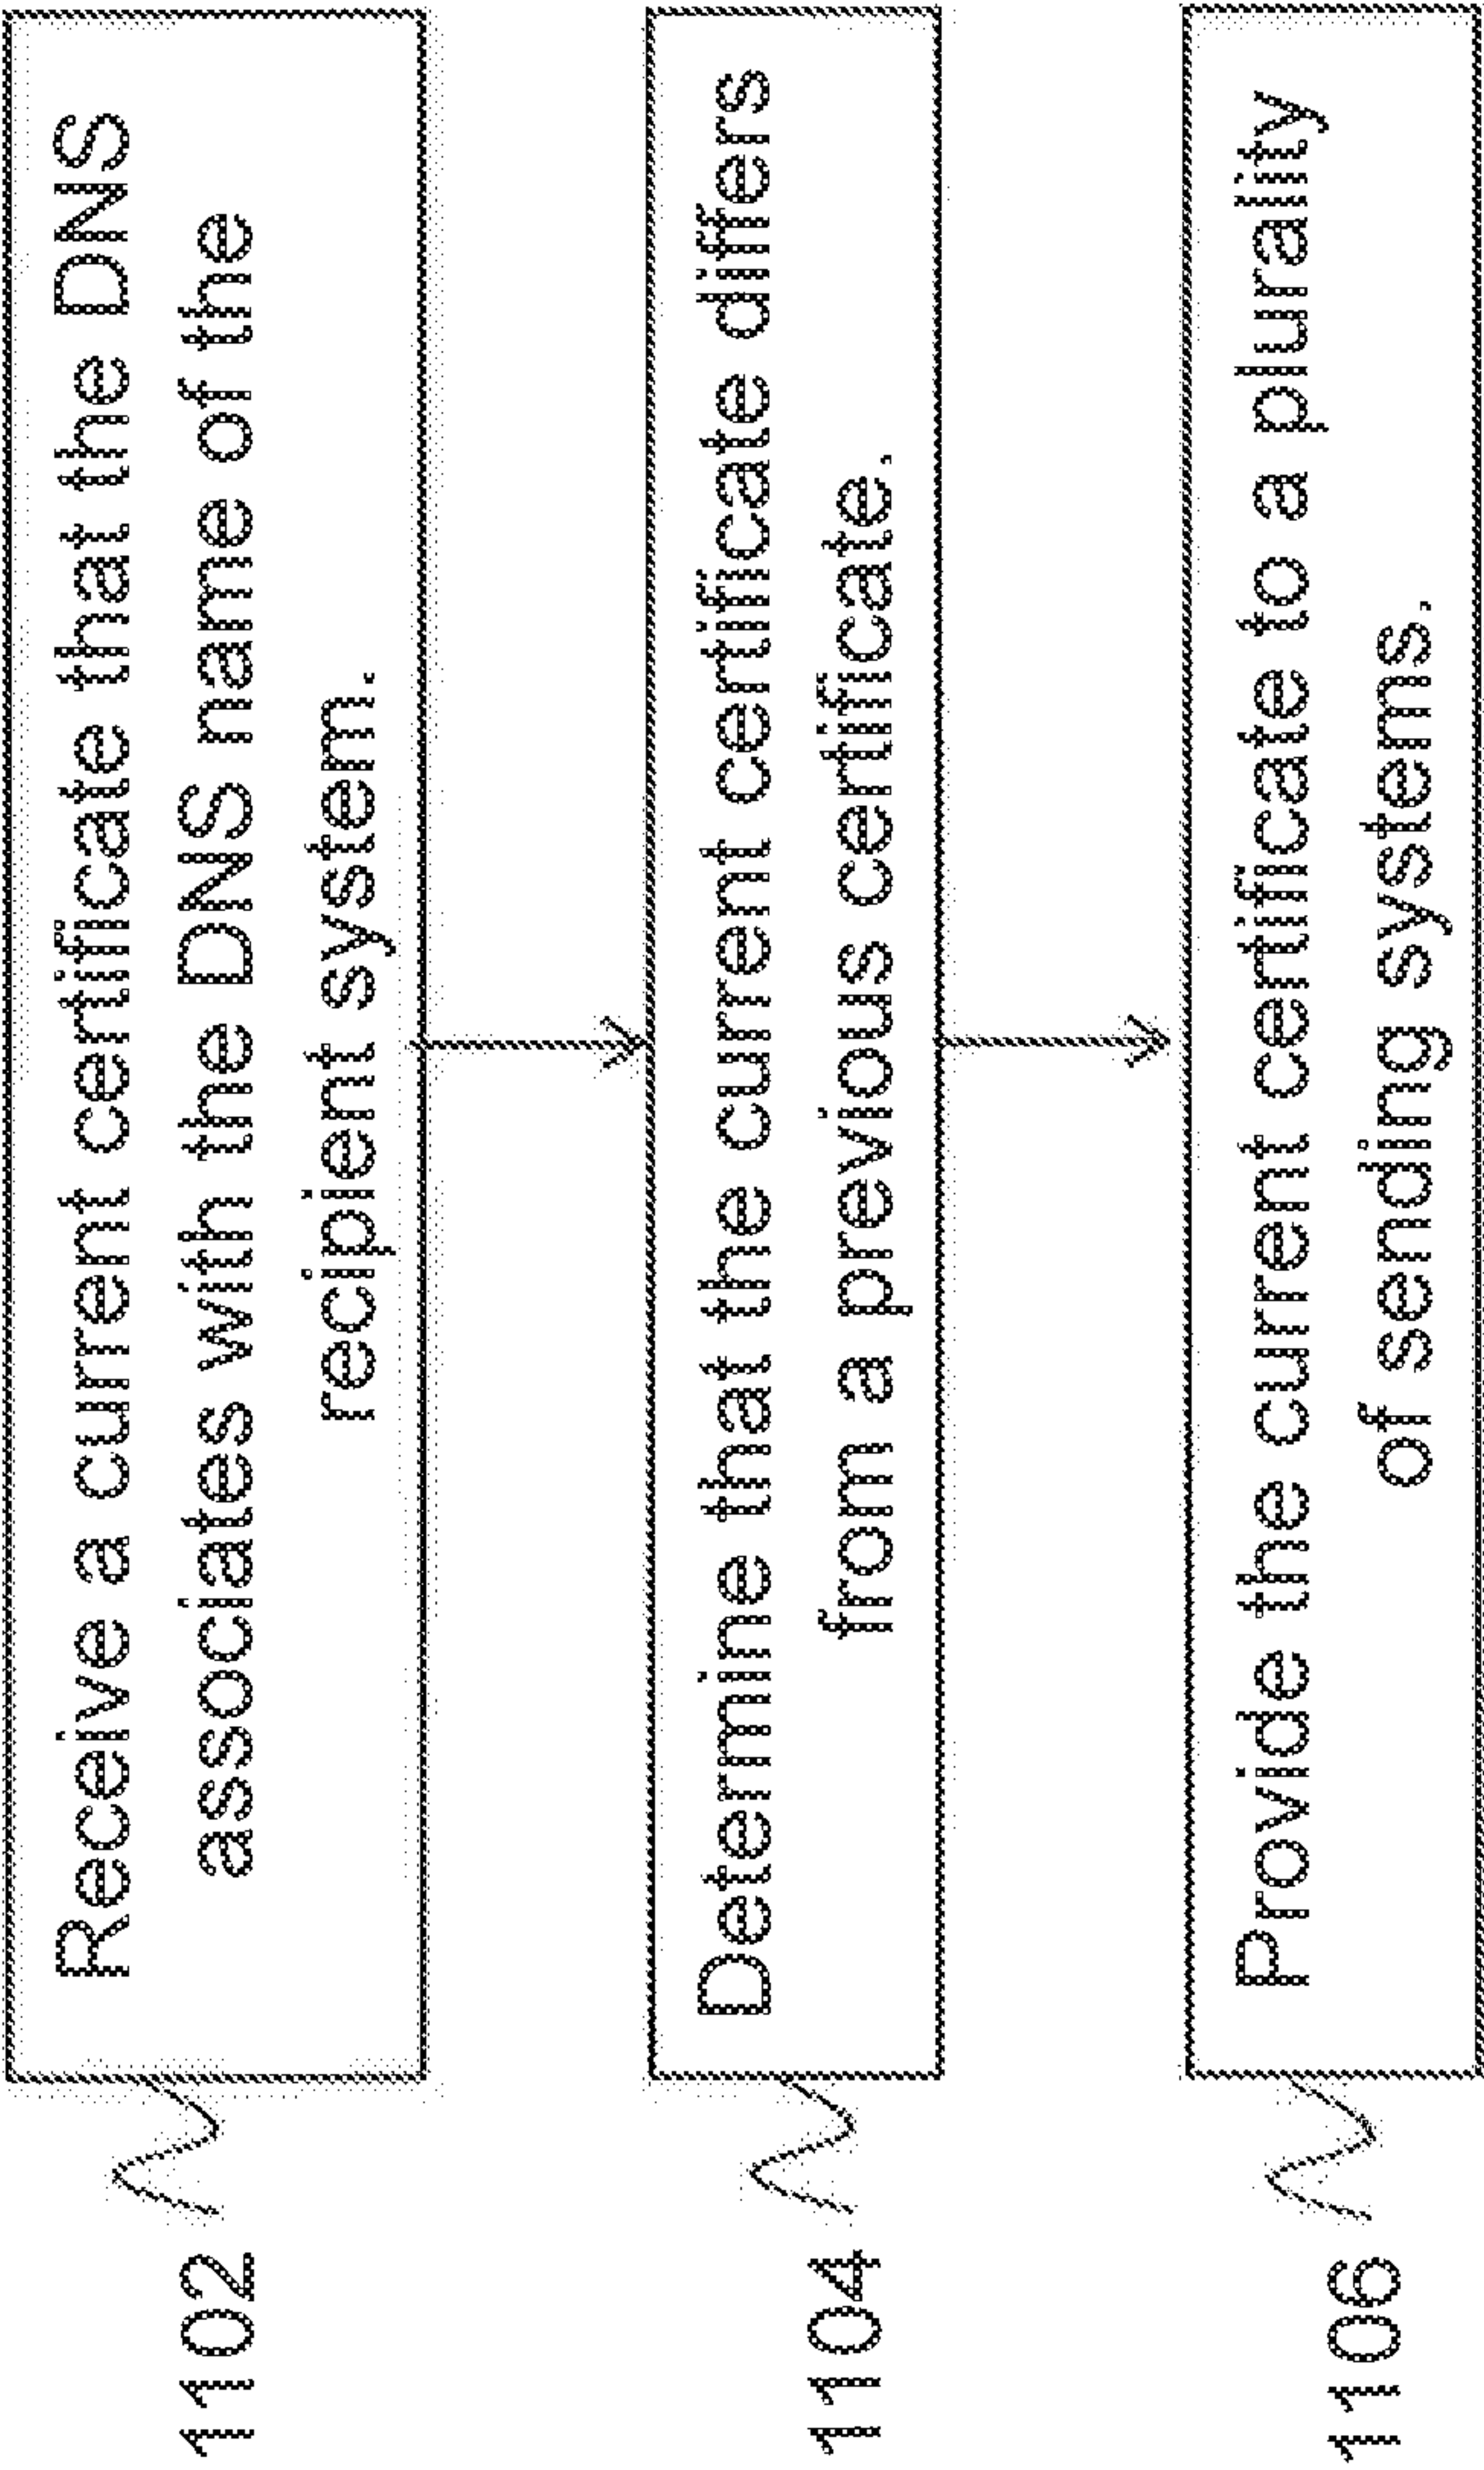 1102
Receive a current certificate that the DNS
associates with the DNS name of the
recipient system.
1104
Determine that the current certificate differs
from a previous certificate.
1106
Provide the current certificate to a plurality
of sending systems.